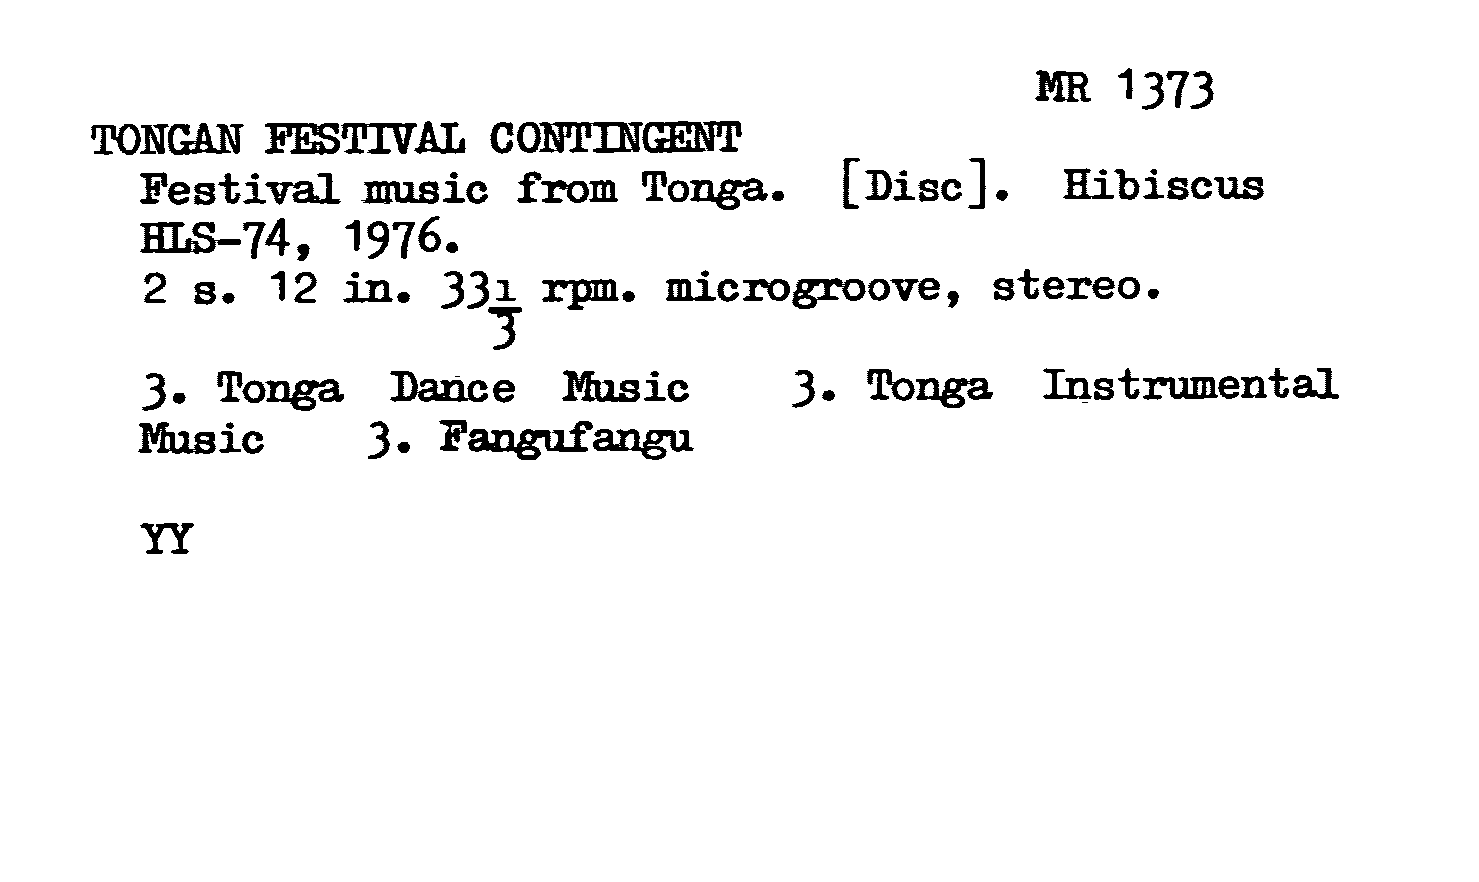 MR 1373
TONGAN FESTIVAL CONTINGENT
Festival music from Tonga. [Disc]. Hibiscus
HLS-74, 1976.
2 s. 12 in. 33 1/3 rpm. microgroove, stereo.
3. Tonga Dance Music 3. Tonga Instrumental
Music 3. Fangufangu
YY